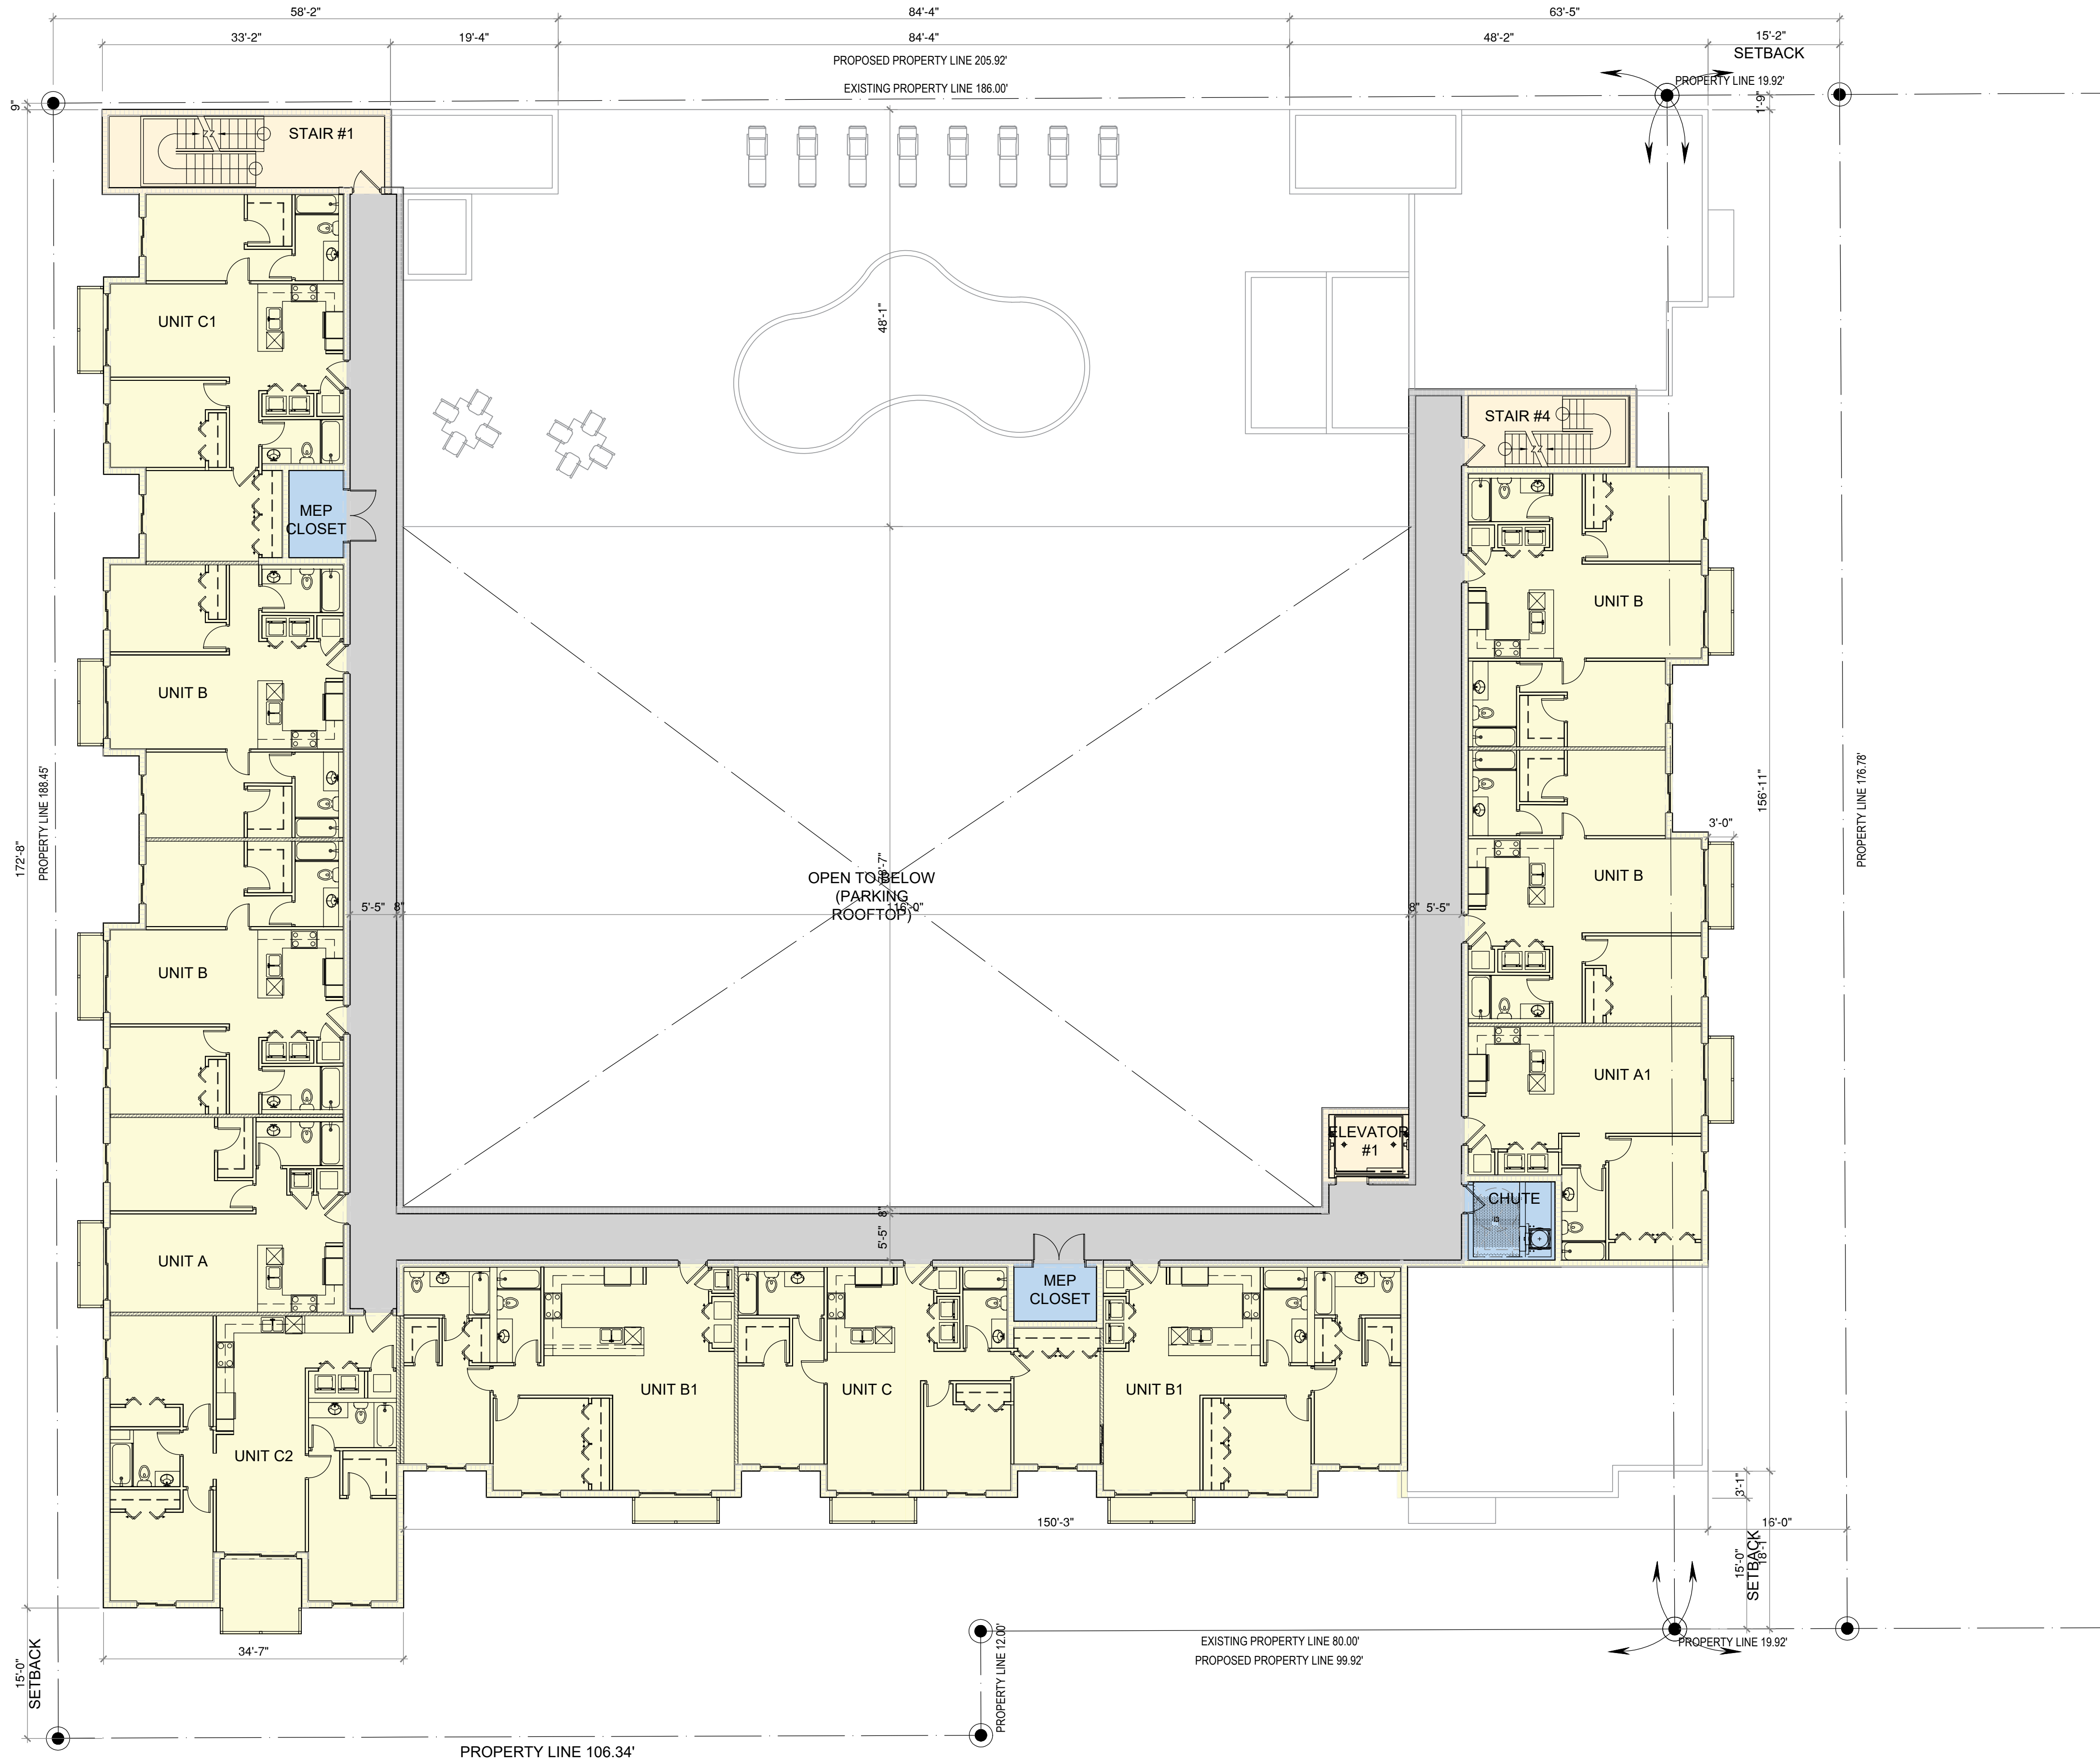 58'-2"
84'-4"
63'-5"
33'-2"
19'-4"
84'-4"
48'-2"
15'-2"
SETBACK
PROPOSED PROPERTY LINE 205.92'
EXISTING PROPERTY LINE 186.00'
PROPERTY LINE 19.92'
9"
1'-9"
STAIR #1
UNIT C1
48'-1"
STAIR #4
MEP
CLOSET
UNIT B
UNIT B
PROPERTY LINE 188.45'
172'-8"
156'-11"
PROPERTY LINE 176.78'
3'-0"
OPEN TO BELOW
(PARKING
ROOFTOP)
UNIT B
5'-5"
8"
116'-0"
8"
5'-5"
UNIT B
UNIT A1
ELEVATOR
#1
CHUTE
8"
5'-5"
UNIT A
MEP
CLOSET
UNIT B1
UNIT C
UNIT B1
UNIT C2
3'-1"
150'-3"
16'-0"
15'-0"
SETBACK
18'-1"
34'-7"
15'-0"
SETBACK
PROPERTY LINE 12.00'
EXISTING PROPERTY LINE 80.00'
PROPOSED PROPERTY LINE 99.92'
PROPERTY LINE 19.92'
PROPERTY LINE 106.34'